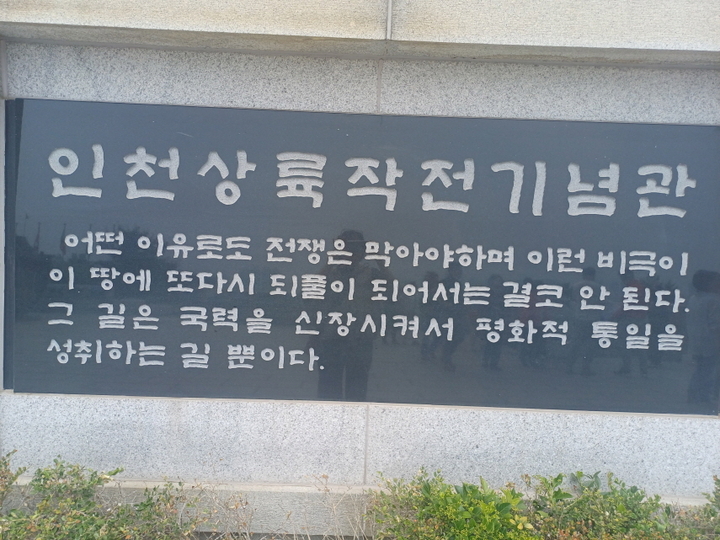 인천상륙작전기념관
어떤 이유로도 전쟁은 막아야하며 이런 비극이
이 땅에 또다시 되풀이 되어서는 결코 안 된다.
그 길은 국력을 신장시켜서 평화적 통일을
성취하는 길 뿐이다.